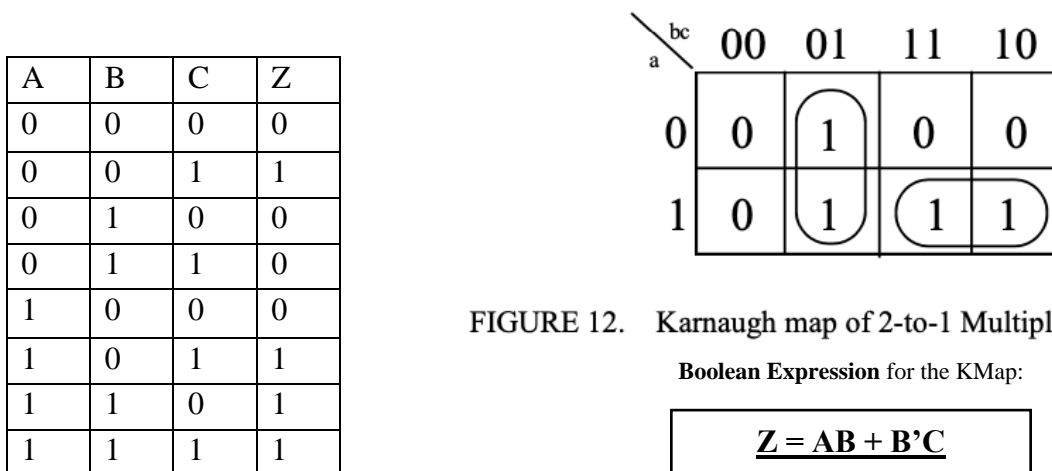 A B C Z
0 0 0 0
0 0 1 1
0 1 0 0
0 1 1 0
1 0 0 0
1 0 1 1
1 1 0 1
1 1 1 1
bc
a
00 01 11 10
0 0 1 0 0
1 0 1 1 1
FIGURE 12. Karnaugh map of 2-to-1 Multipl
Boolean Expression for the KMap:
Z = AB + B’C